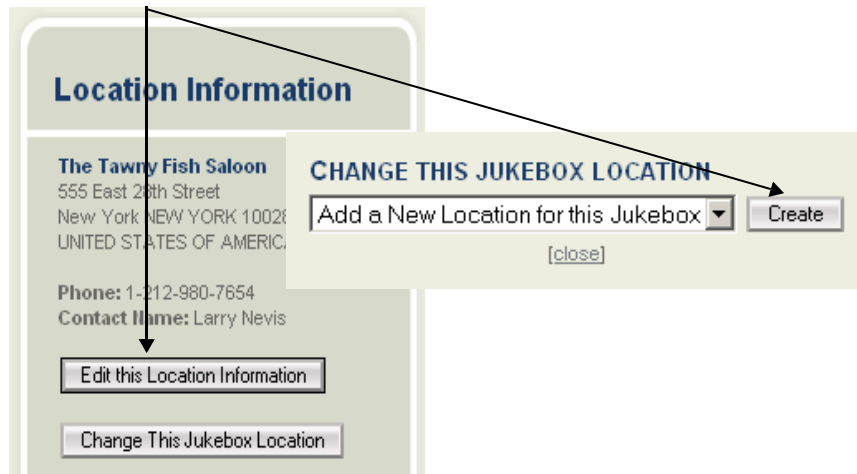 Location Information
The Tawny Fish Saloon
555 East 28th Street
New York NEW YORK 10028
UNITED STATES OF AMERICA
Phone: 1-212-980-7654
Contact Name: Larry Nevis
Edit this Location Information
Change This Jukebox Location
CHANGE THIS JUKEBOX LOCATION
Add a New Location for this Jukebox
Create
[close]